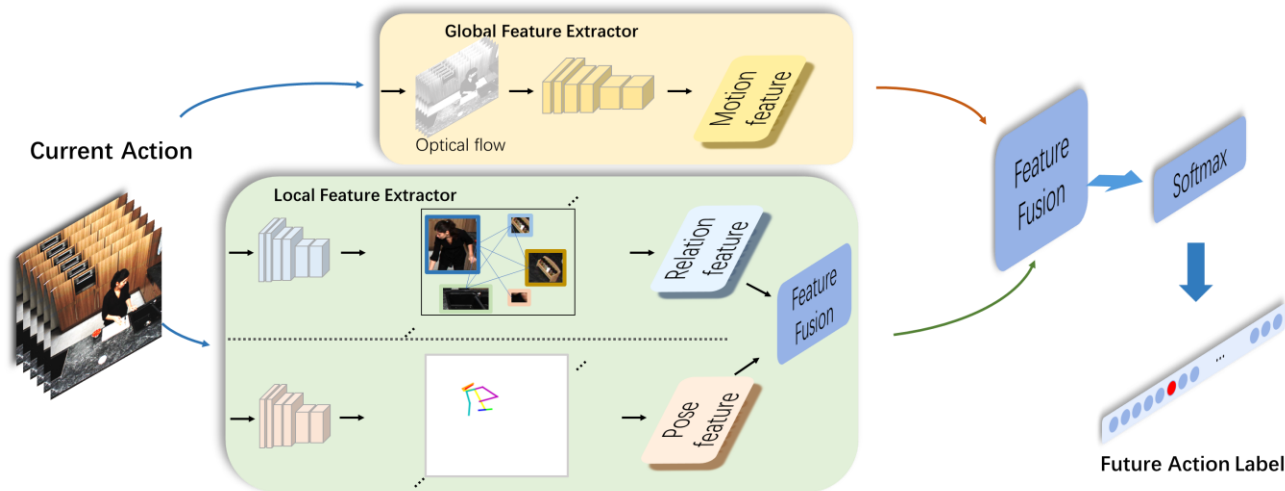 Global Feature Extractor
Optical flow
Motion
feature
Current Action
Local Feature Extractor
Relation
feature
Pose
feature
Feature
Fusion
Feature
Fusion
Softmax
...
Future Action Label